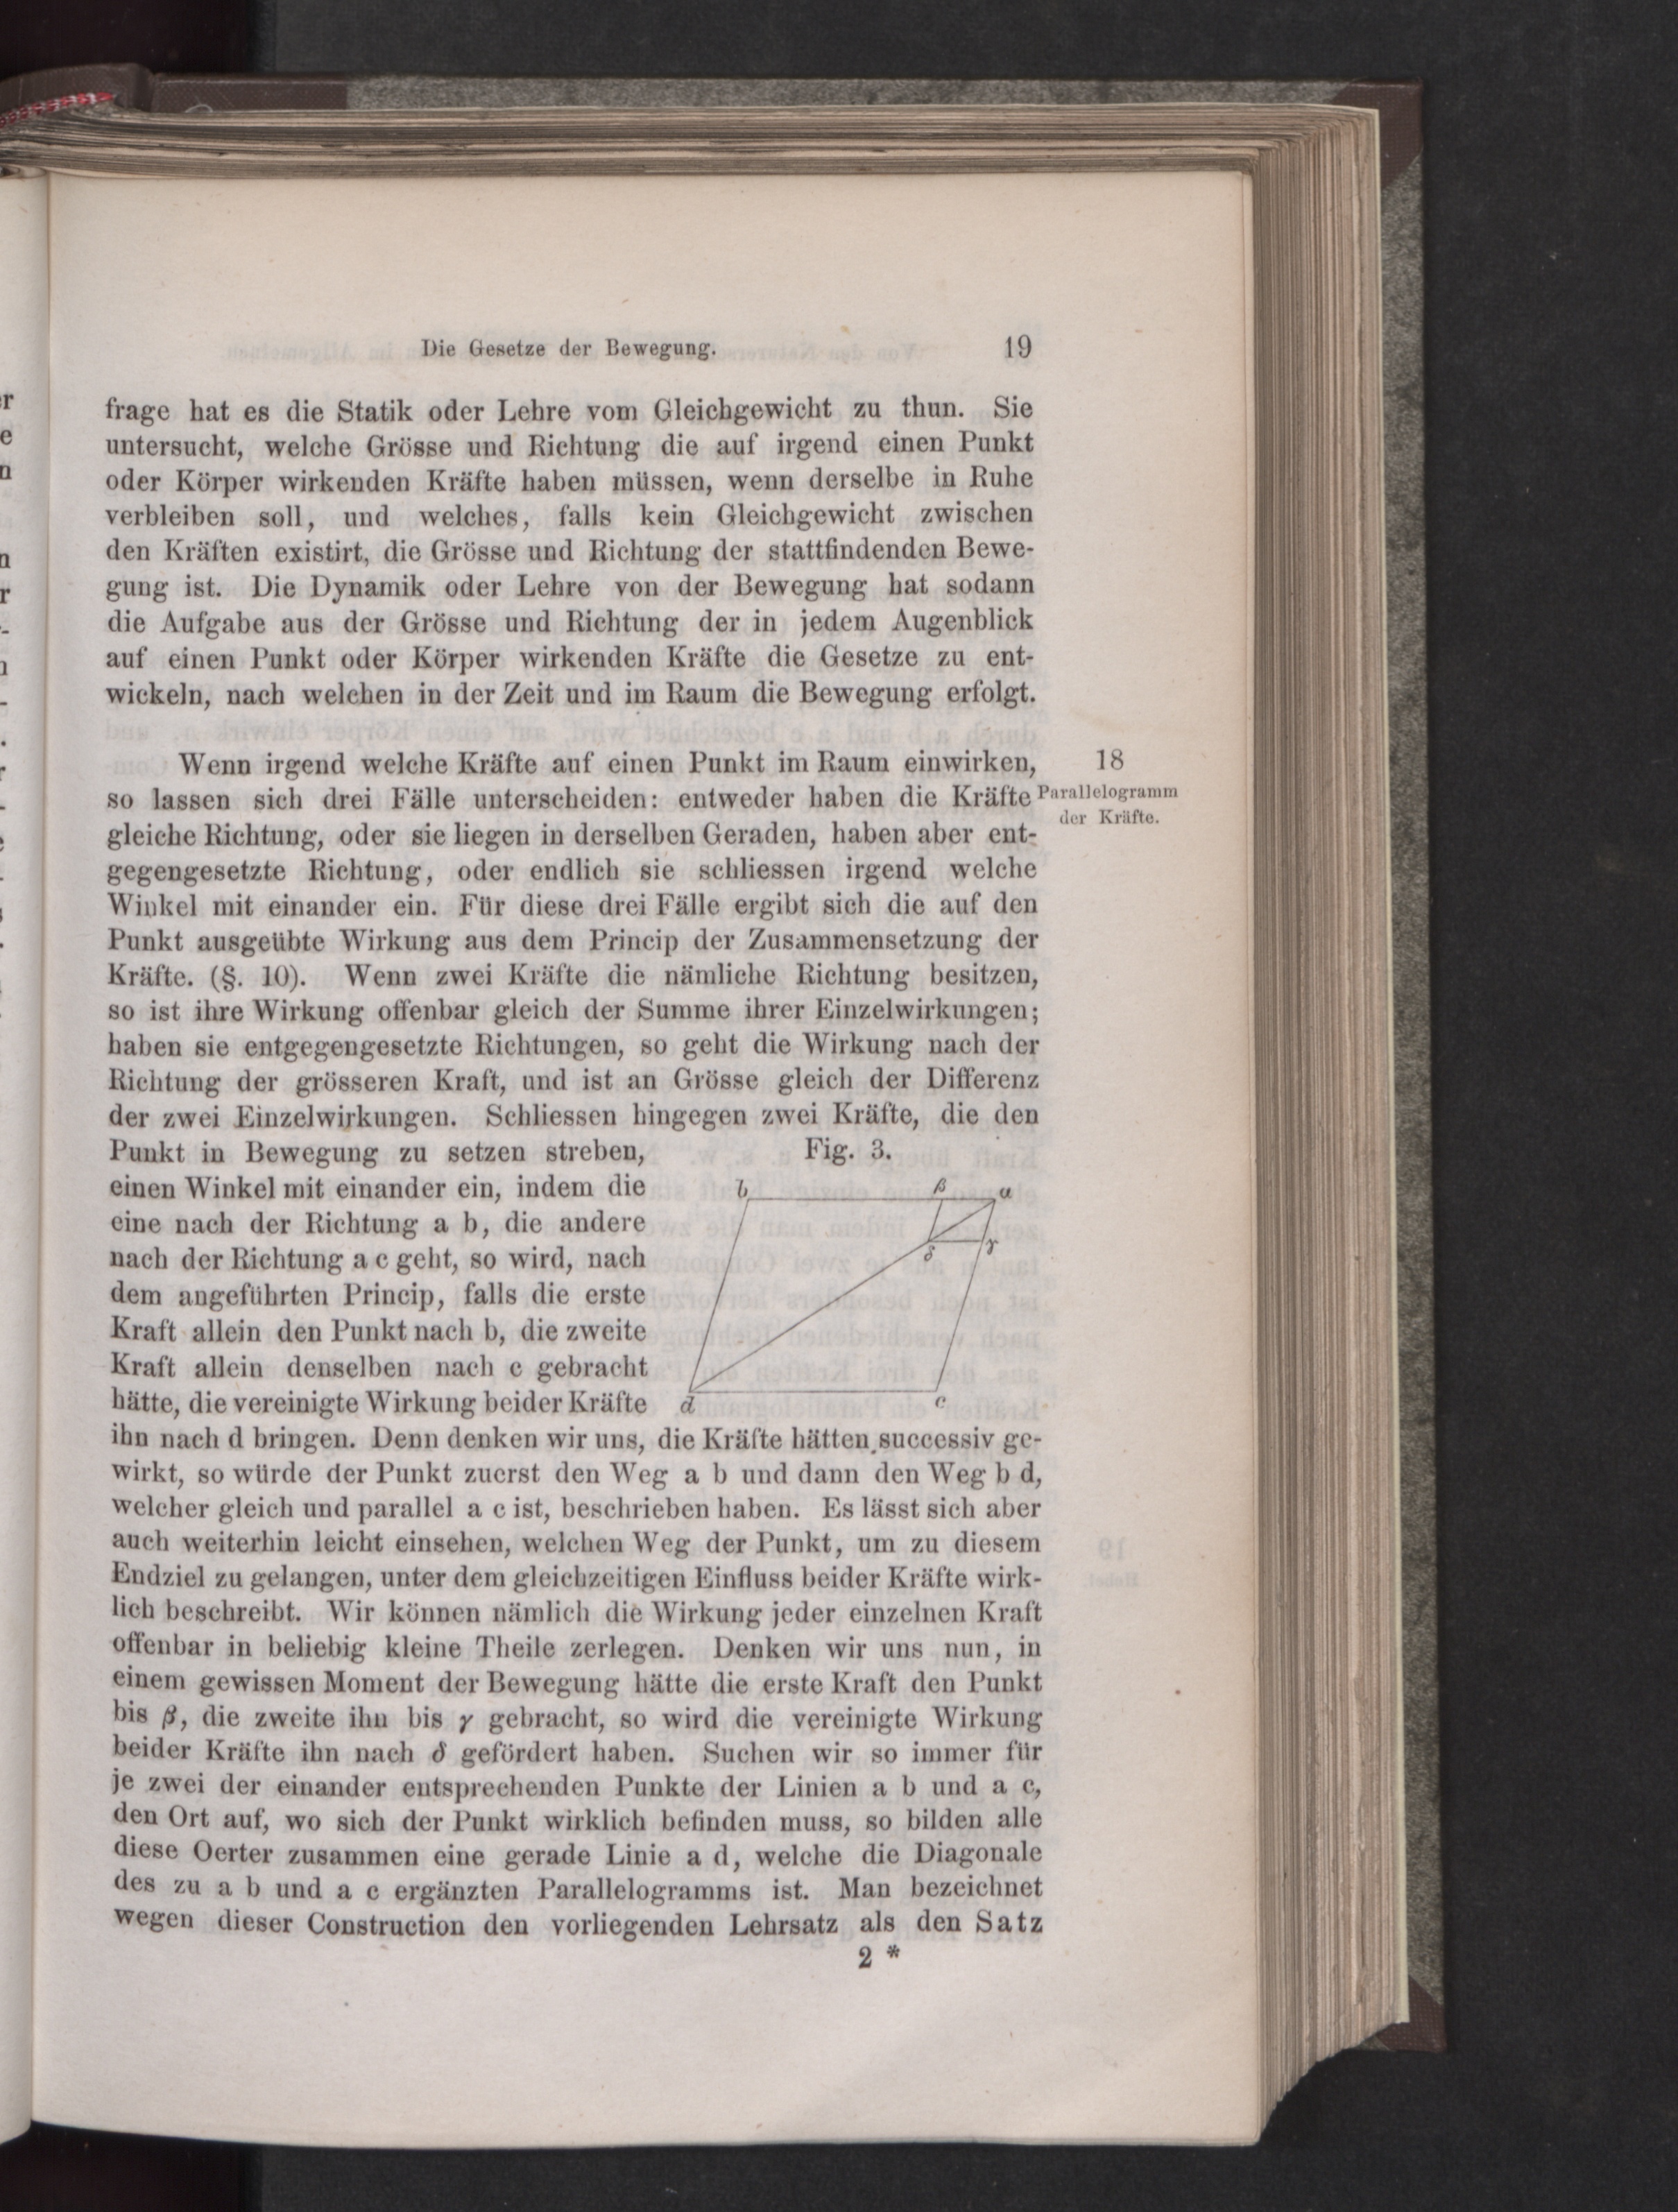 Die Gesetze der Bewegung. 19
frage hat es die Statik oder Lehre vom Gleichgewicht zu thun. Sie
untersucht, welche Grösse und Richtung die auf irgend einen Punkt
oder Körper wirkenden Kräfte haben müssen, wenn derselbe in Ruhe
verbleiben soll, und welches, falls kein Gleichgewicht zwischen
den Kräften existirt, die Grösse und Richtung der stattfindenden Bewe-
gung ist. Die Dynamik oder Lehre von der Bewegung hat sodann
die Aufgabe aus der Grösse und Richtung der in jedem Augenblick
auf einen Punkt oder Körper wirkenden Kräfte die Gesetze zu ent-
wickeln, nach welchen in der Zeit und im Raum die Bewegung erfolgt.
Wenn irgend welche Kräfte auf einen Punkt im Raum einwirken,
so lassen sich drei Fälle unterscheiden: entweder haben die Kräfte
gleiche Richtung, oder sie liegen in derselben Geraden, haben aber ent-
gegengesetzte Richtung, oder endlich sie schliessen irgend welche
Winkel mit einander ein. Für diese drei Fälle ergibt sich die auf den
Punkt ausgeübte Wirkung aus dem Princip der Zusammensetzung der
Kräfte. (§. 10). Wenn zwei Kräfte die nämliche Richtung besitzen,
so ist ihre Wirkung offenbar gleich der Summe ihrer Einzelwirkungen;
haben sie entgegengesetzte Richtungen, so geht die Wirkung nach der
Richtung der grösseren Kraft, und ist an Grösse gleich der Differenz
der zwei Einzelwirkungen. Schliessen hingegen zwei Kräfte, die den
Punkt in Bewegung zu setzen streben,
einen Winkel mit einander ein, indem die
eine nach der Richtung a b, die andere
nach der Richtung a c geht, so wird, nach
dem angeführten Princip, falls die erste
Kraft allein den Punkt nach b, die zweite
Kraft allein denselben nach c gebracht
hätte, die vereinigte Wirkung beider Kräfte
ihn nach d bringen. Denn denken wir uns, die Kräfte hätten successiv ge-
wirkt, so würde der Punkt zuerst den Weg a b und dann den Weg b d,
welcher gleich und parallel a c ist, beschrieben haben. Es lässt sich aber
auch weiterhin leicht einsehen, welchen Weg der Punkt, um zu diesem
Endziel zu gelangen, unter dem gleichzeitigen Einfluss beider Kräfte wirk-
lich beschreibt. Wir können nämlich die Wirkung jeder einzelnen Kraft
offenbar in beliebig kleine Theile zerlegen. Denken wir uns nun, in
einem gewissen Moment der Bewegung hätte die erste Kraft den Punkt
bis β, die zweite ihn bis γ gebracht, so wird die vereinigte Wirkung
beider Kräfte ihn nach δ gefördert haben. Suchen wir so immer für
je zwei der einander entsprechenden Punkte der Linien a b und a c,
den Ort auf, wo sich der Punkt wirklich befinden muss, so bilden alle
diese Oerter zusammen eine gerade Linie a d, welche die Diagonale
des zu a b und a c ergänzten Parallelogramms ist. Man bezeichnet
wegen dieser Construction den vorliegenden Lehrsatz als den Satz
2 *
18
Parallelogramm
der Kräfte.
Fig. 3.
b β a
δ γ
d c